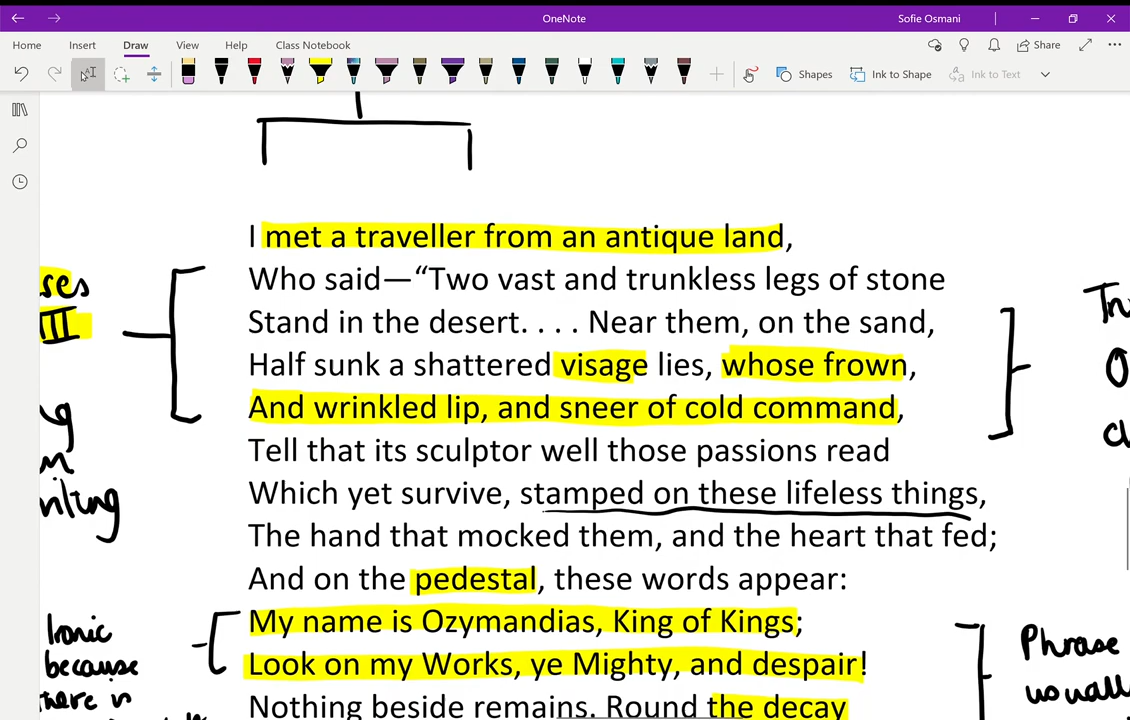 OneNote
Sofie Osmani
Home Insert Draw View Help Class Notebook
Share
Shapes Ink to Shape Ink to Text
I met a traveller from an antique land,
Who said—“Two vast and trunkless legs of stone
Stand in the desert. . . . Near them, on the sand,
Half sunk a shattered visage lies, whose frown,
And wrinkled lip, and sneer of cold command,
Tell that its sculptor well those passions read
Which yet survive, stamped on these lifeless things,
The hand that mocked them, and the heart that fed;
And on the pedestal, these words appear:
My name is Ozymandias, King of Kings;
Look on my Works, ye Mighty, and despair!
Nothing beside remains. Round the decay
ses
III
Ironic
because
Phrase